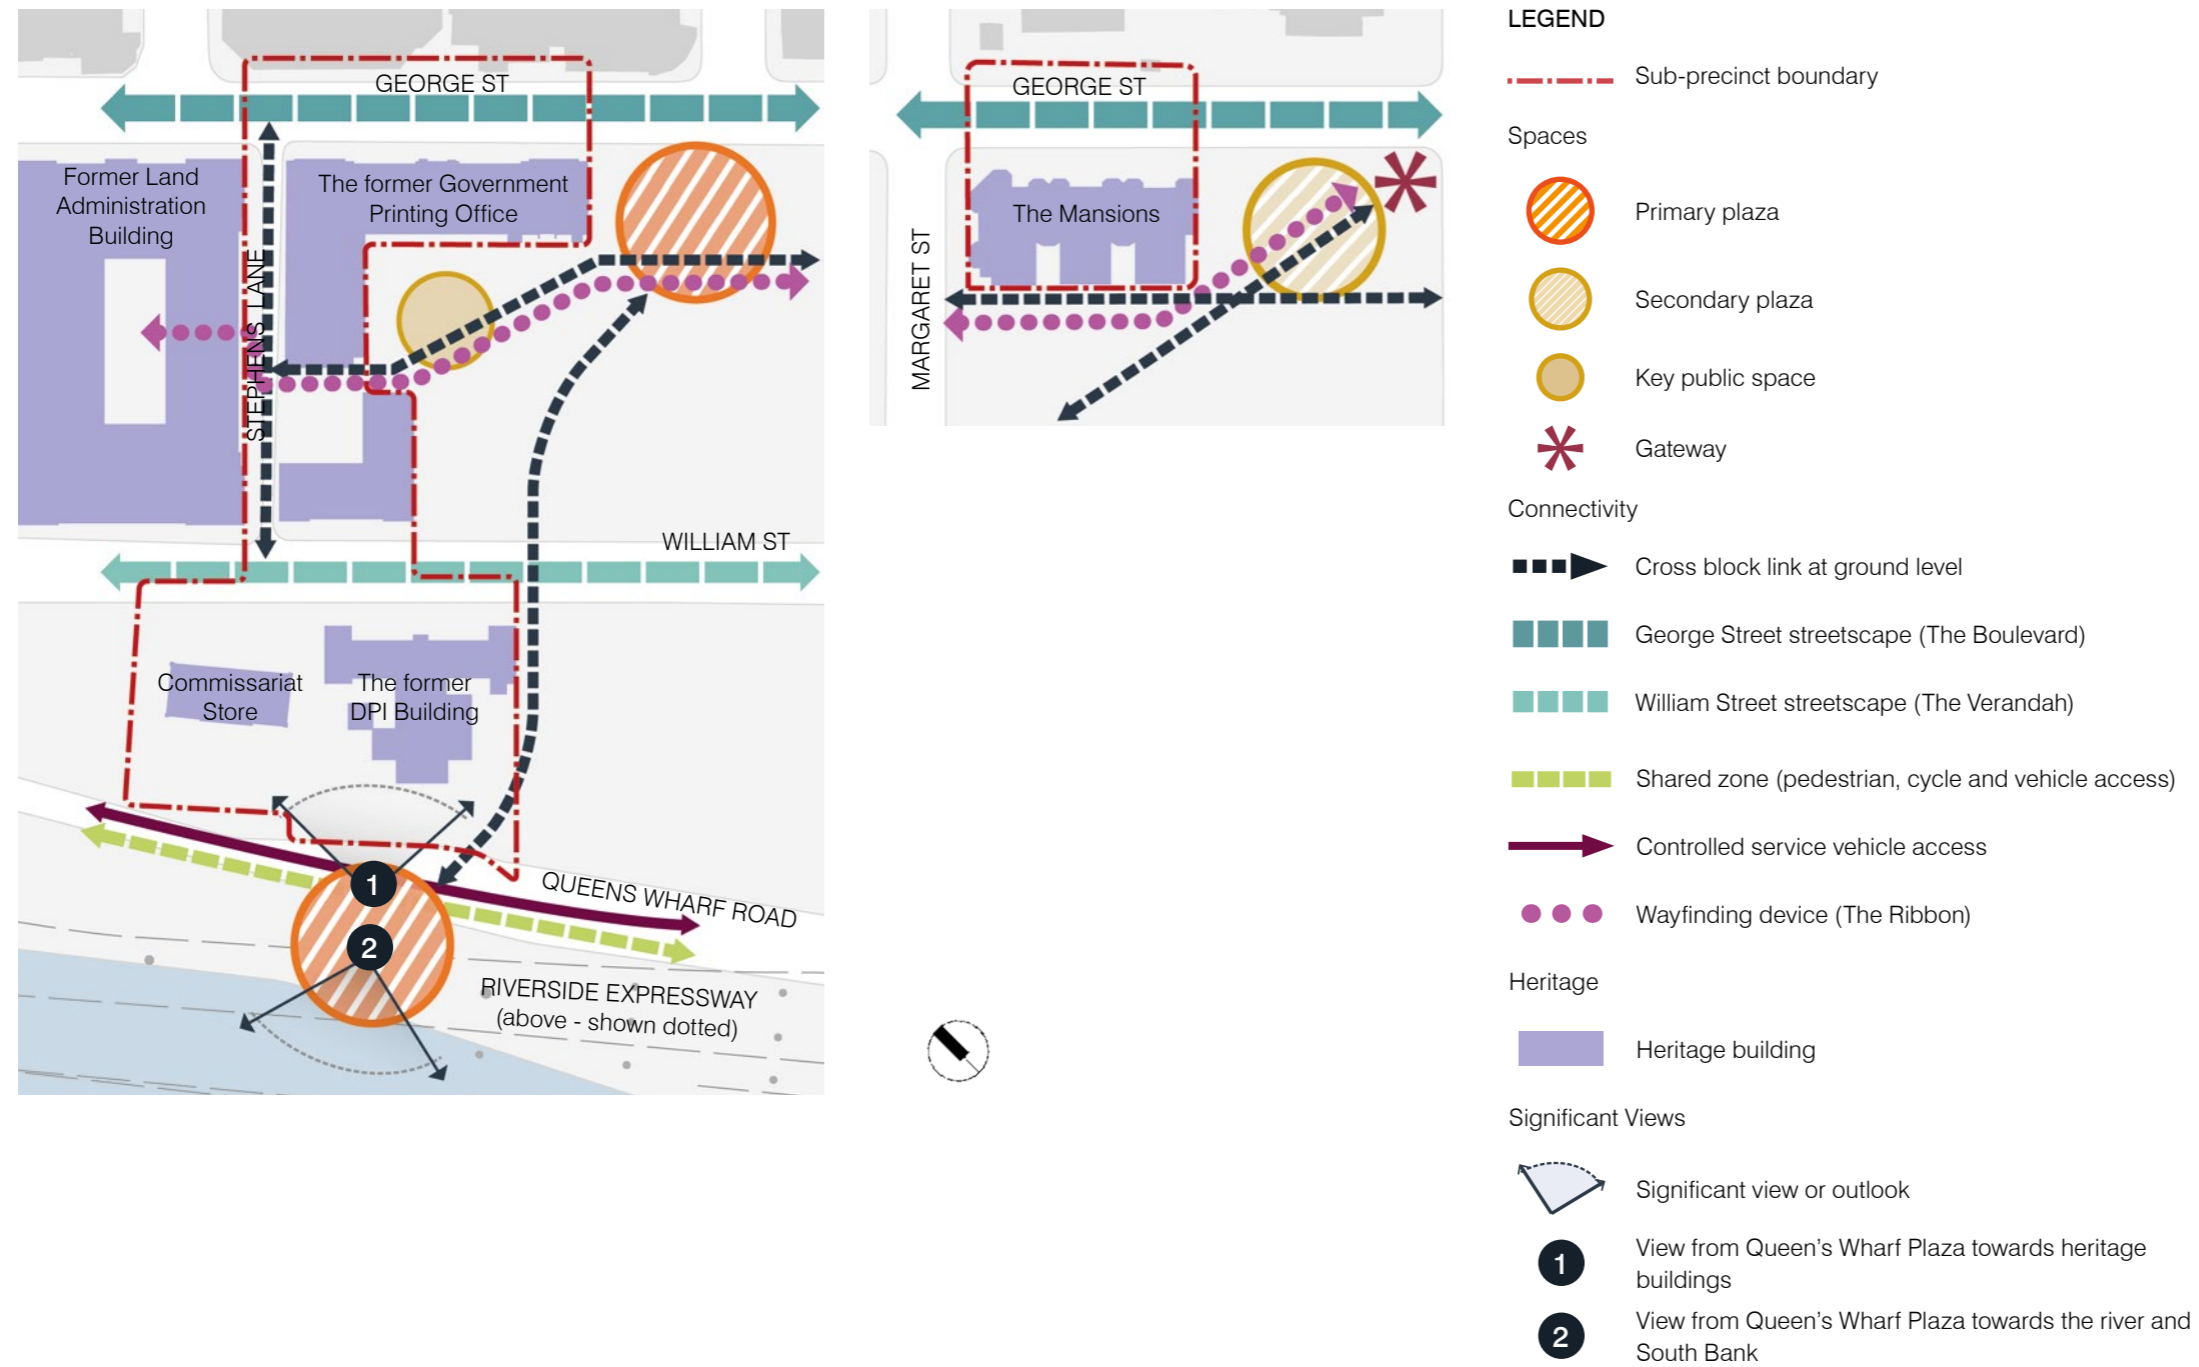 GEORGE ST
Former Land
Administration
Building
The former Government
Printing Office
STEPHENS LANE
WILLIAM ST
Commissariat
Store
The former
DPI Building
1
QUEENS WHARF ROAD
2
RIVERSIDE EXPRESSWAY
(above - shown dotted)
GEORGE ST
The Mansions
MARGARET ST
LEGEND
Sub-precinct boundary
Spaces
Primary plaza
Secondary plaza
Key public space
Gateway
Connectivity
Cross block link at ground level
George Street streetscape (The Boulevard)
William Street streetscape (The Verandah)
Shared zone (pedestrian, cycle and vehicle access)
Controlled service vehicle access
Wayfinding device (The Ribbon)
Heritage
Heritage building
Significant Views
Significant view or outlook
1
View from Queen's Wharf Plaza towards heritage
buildings
2
View from Queen's Wharf Plaza towards the river and
South Bank